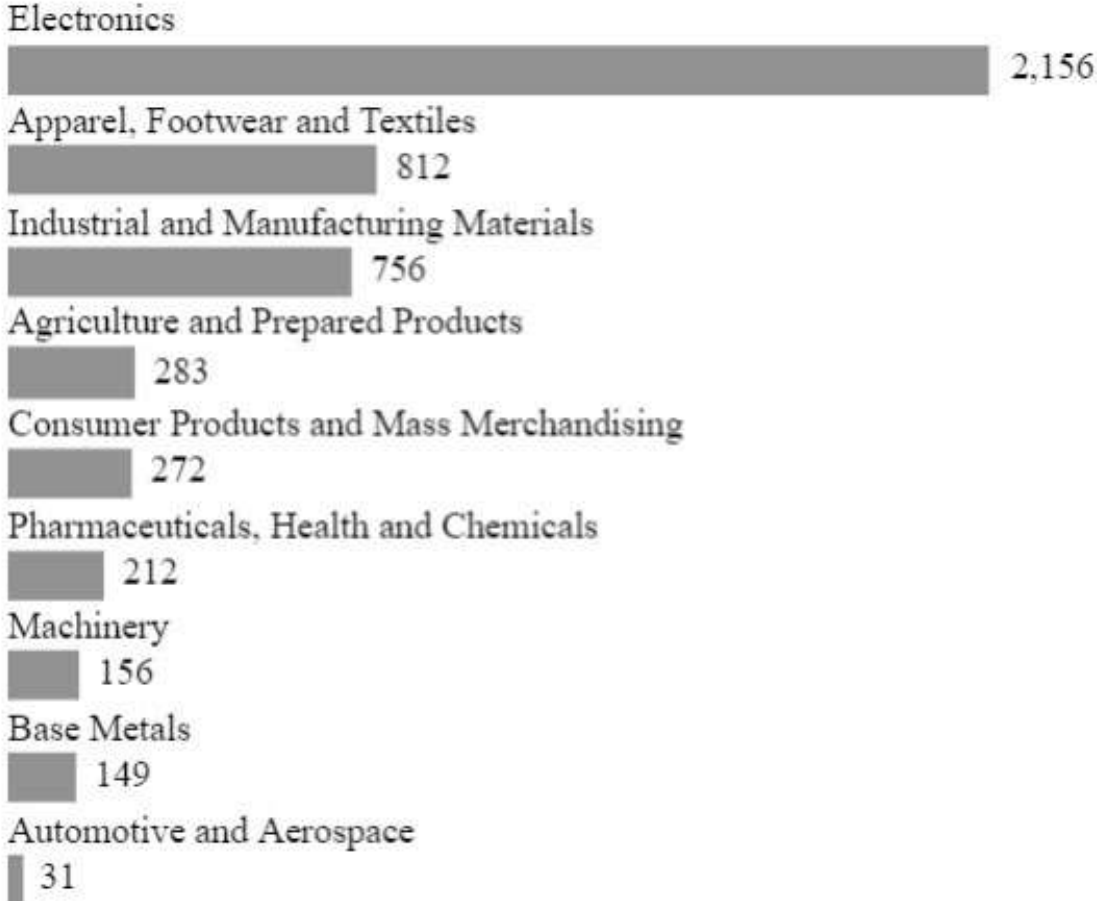 Electronics
2,156
Apparel, Footwear and Textiles
812
Industrial and Manufacturing Materials
756
Agriculture and Prepared Products
283
Consumer Products and Mass Merchandising
272
Pharmaceuticals, Health and Chemicals
212
Machinery
156
Base Metals
149
Automotive and Aerospace
31